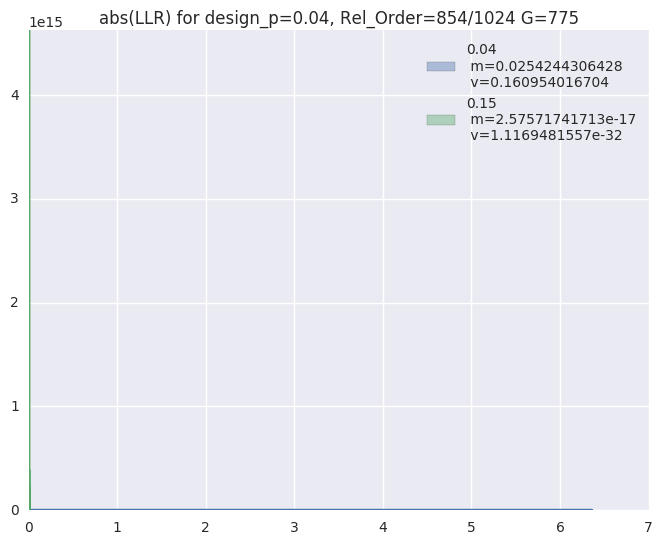 abs(LLR) for design_p=0.04, Rel_Order=854/1024 G=775
1e15
0.04
m=0.0254244306428
v=0.160954016704
0.15
m=2.57571741713e-17
v=1.1169481557e-32
4
3
2
1
0
0 1 2 3 4 5 6 7